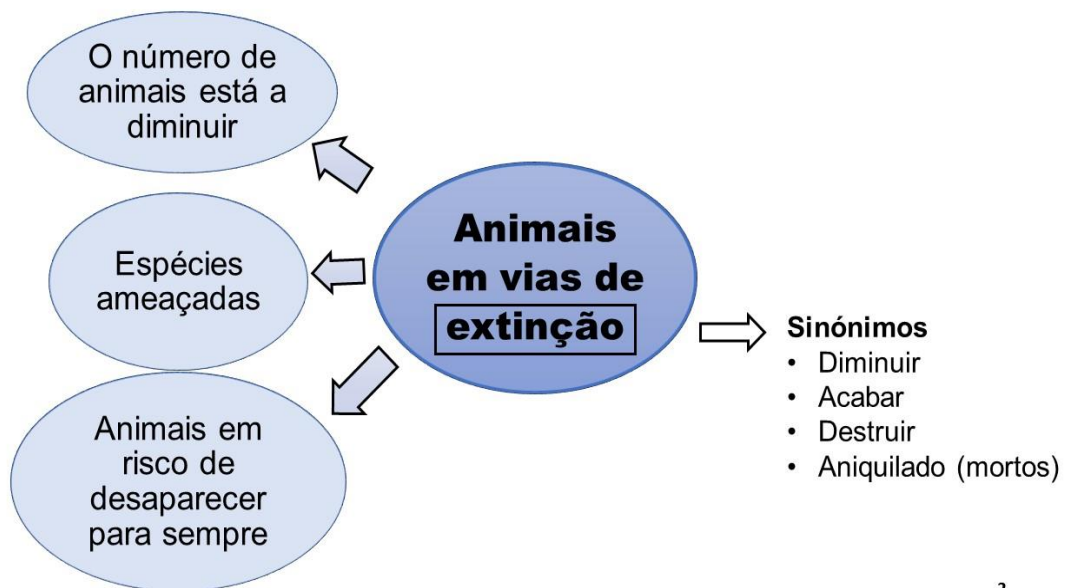 O número de
animais está a
diminuir
Espécies
ameaçadas
Animais em
risco de
desaparecer
para sempre
Animais
em vias de
extinção
Sinónimos
• Diminuir
• Acabar
• Destruir
• Aniquilado (mortos)